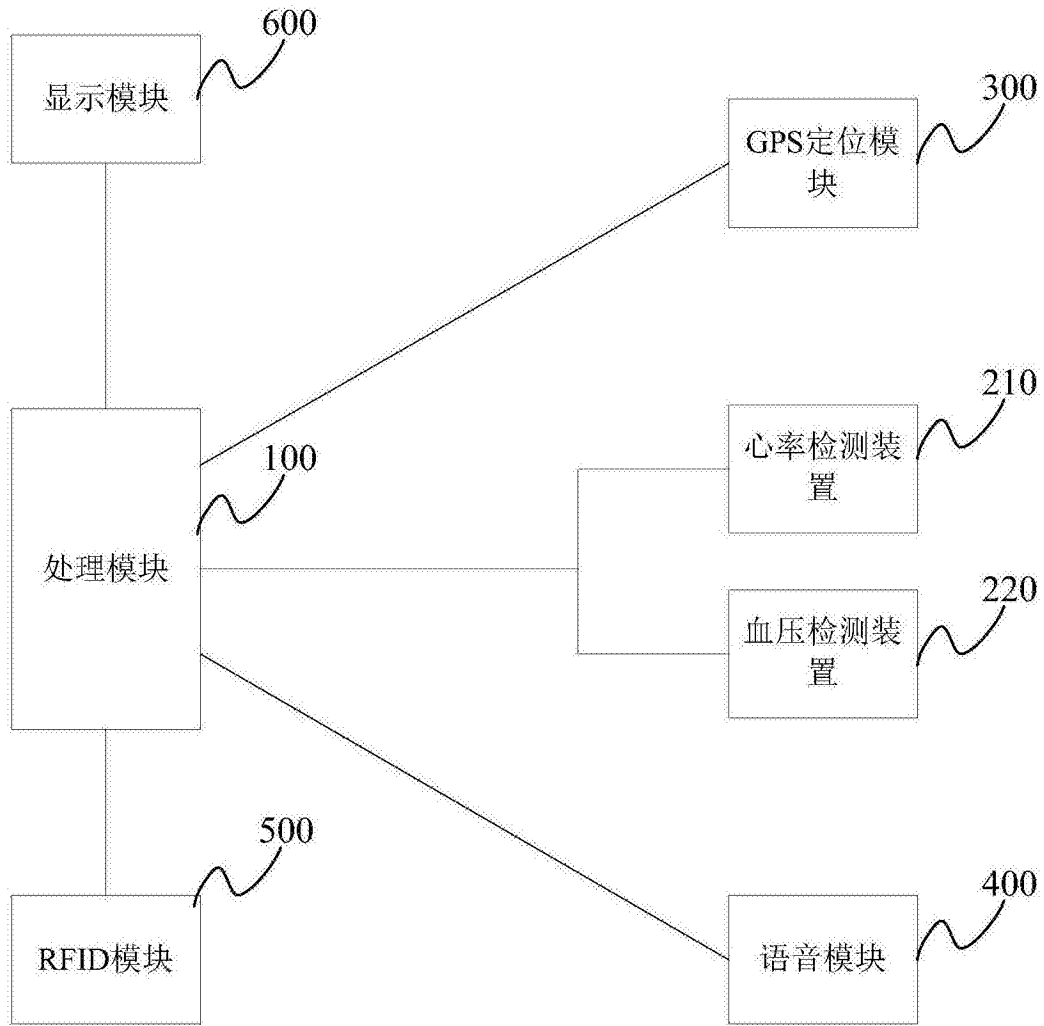 600
显示模块
300
GPS定位模
块
210
心率检测装
置
100
处理模块
220
血压检测装
置
500
RFID模块
400
语音模块